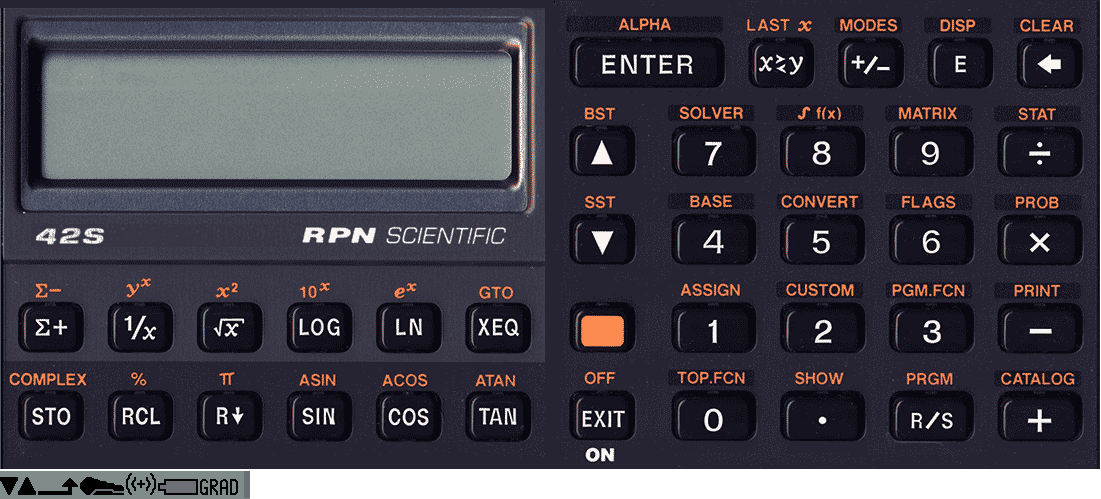 ALPHA LAST x MODES DISP CLEAR
ENTER x≷y +/− E
BST SOLVER ∫ f(x) MATRIX STAT
7 8 9 ÷
SST BASE CONVERT FLAGS PROB
4 5 6 ×
42S RPN SCIENTIFIC
Σ− yˣ x² 10ˣ eˣ GTO
Σ+ 1/x √x LOG LN XEQ
ASSIGN CUSTOM PGM.FCN PRINT
1 2 3 −
COMPLEX % π ASIN ACOS ATAN
STO RCL R↓ SIN COS TAN
OFF TOP.FCN SHOW PRGM CATALOG
EXIT 0 . R/S +
ON
GRAD